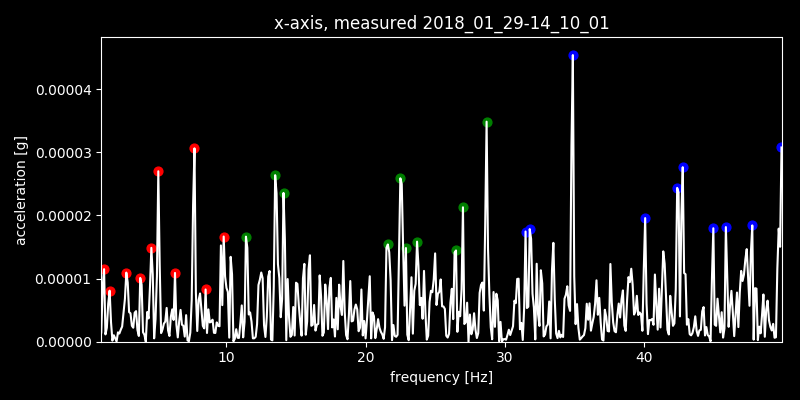 x-axis, measured 2018_01_29-14_10_01
acceleration [g]
0.00004
0.00003
0.00002
0.00001
0.00000
10 20 30 40
frequency [Hz]